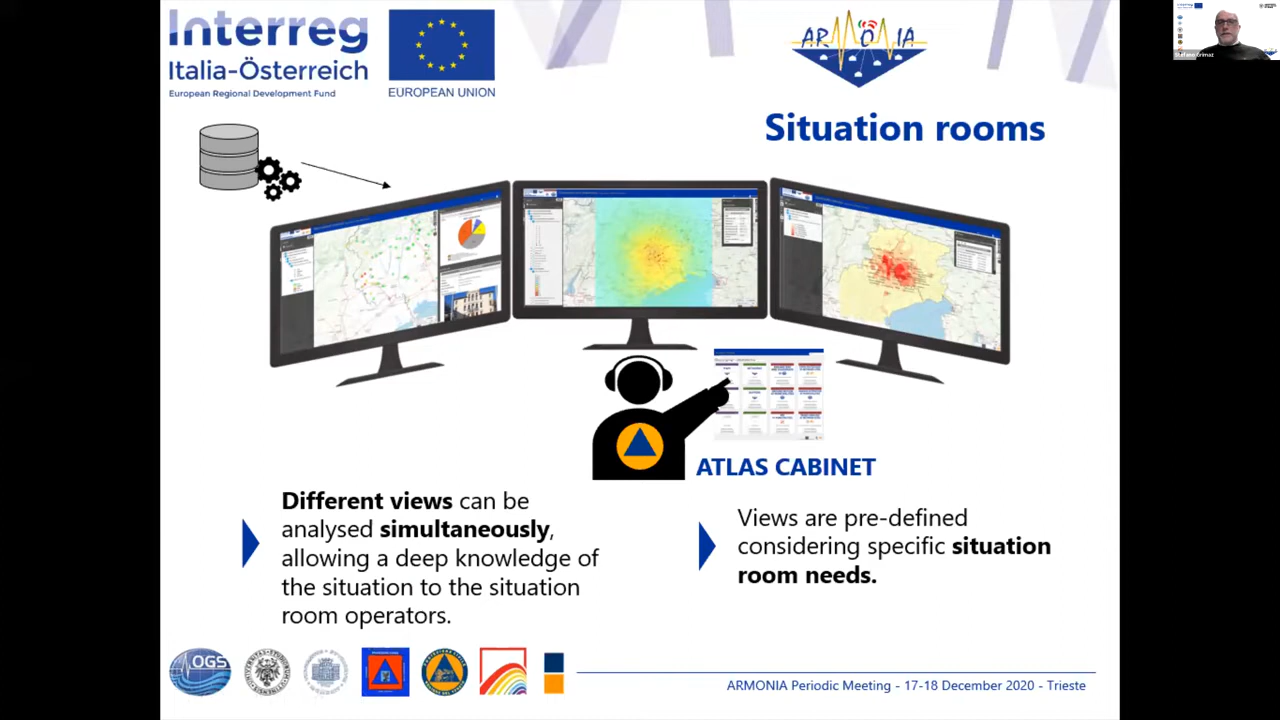 Interreg
Italia-Österreich
European Regional Development Fund
EUROPEAN UNION
ARMONIA
Stefano Grimaz
Situation rooms
ATLAS CABINET
Different views can be
analysed simultaneously,
allowing a deep knowledge of
the situation to the situation
room operators.
Views are pre-defined
considering specific situation
room needs.
OGS
ARMONIA Periodic Meeting - 17-18 December 2020 - Trieste